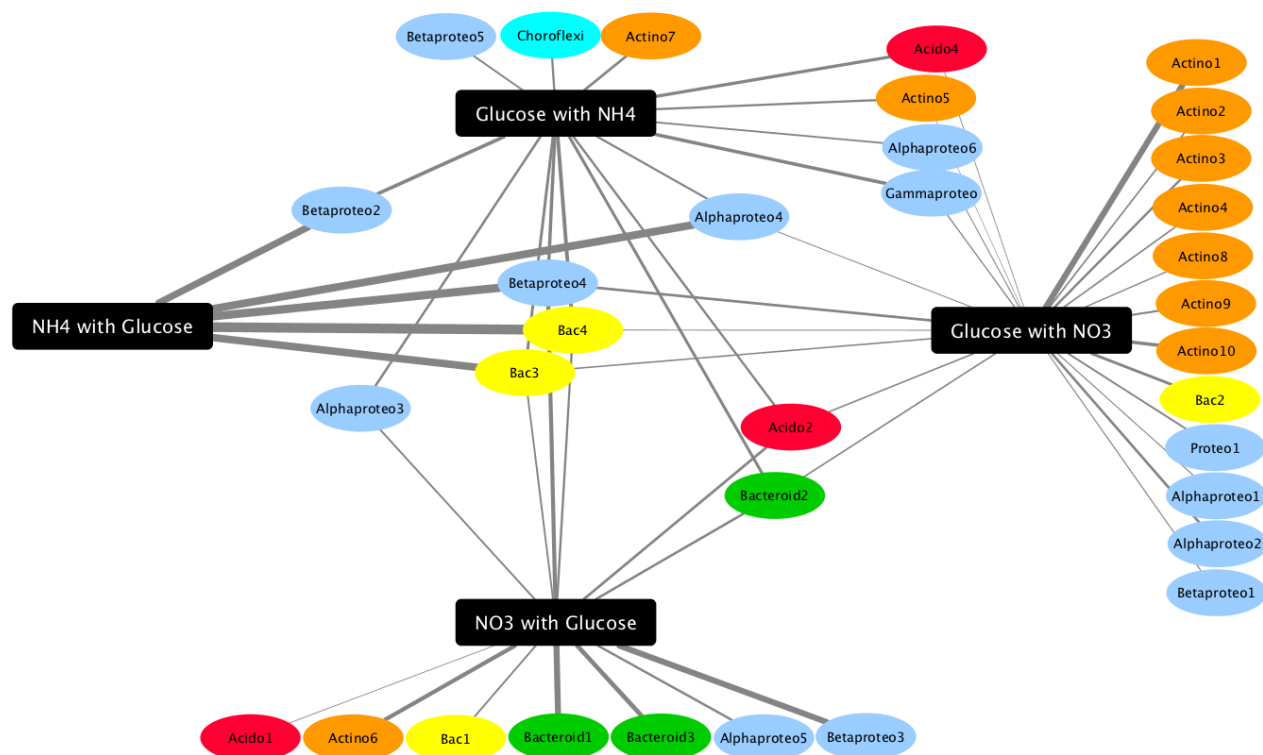 Betaproteo5
Choroflexi
Actino7
Acido4
Actino1
Glucose with NH4
Actino5
Actino2
Alphaproteo6
Actino3
Gammaproteo
Betaproteo2
Alphaproteo4
Actino4
Actino8
Betaproteo4
Actino9
NH4 with Glucose
Bac4
Glucose with NO3
Actino10
Bac3
Bac2
Alphaproteo3
Acido2
Proteo1
Bacteroid2
Alphaproteo1
Alphaproteo2
Betaproteo1
NO3 with Glucose
Acido1
Actino6
Bac1
Bacteroid1
Bacteroid3
Alphaproteo5
Betaproteo3